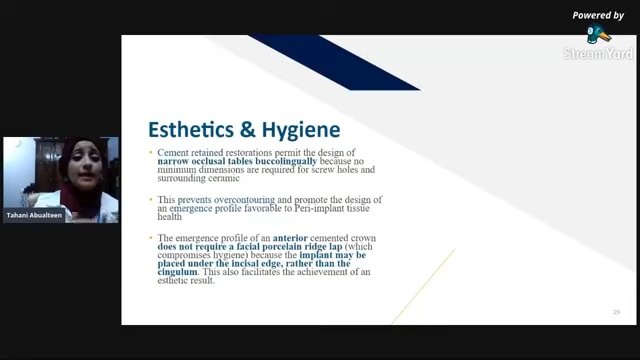 Powered by
StreamYard
Esthetics & Hygiene
• Cement retained restorations permit the design of
narrow occlusal tables buccolingually because no
minimum dimensions are required for screw holes and
surrounding ceramic
• This prevents overcontouring and promote the design of
an emergence profile favorable to Peri-implant tissue
health
• The emergence profile of an anterior cemented crown
does not require a facial porcelain ridge lap (which
compromises hygiene) because the implant may be
placed under the incisal edge, rather than the
cingulum. This also facilitates the achievement of an
esthetic result.
Tahani Abualteen
29